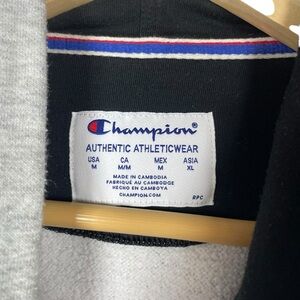 Champion®
AUTHENTIC ATHLETICWEAR
USA CA MEX ASIA
M M/M M XL
MADE IN CAMBODIA
FABRIQUÉ AU CAMBODGE
HECHO EN CAMBOYA
CHAMPION.COM
RPC